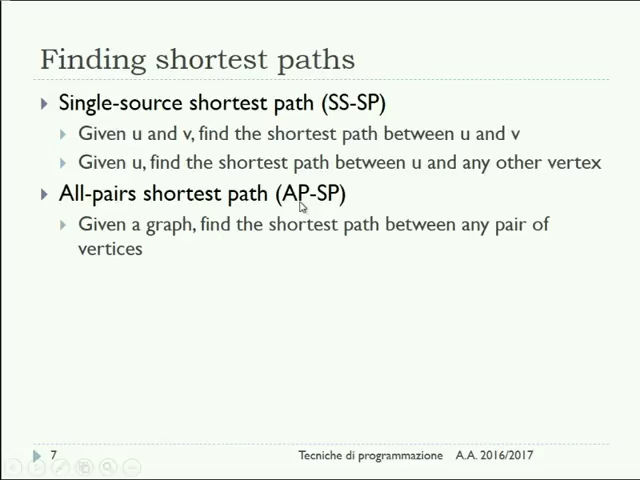 Finding shortest paths
Single-source shortest path (SS-SP)
Given u and v, find the shortest path between u and v
Given u, find the shortest path between u and any other vertex
All-pairs shortest path (AP-SP)
Given a graph, find the shortest path between any pair of
vertices
7 Tecniche di programmazione A.A. 2016/2017